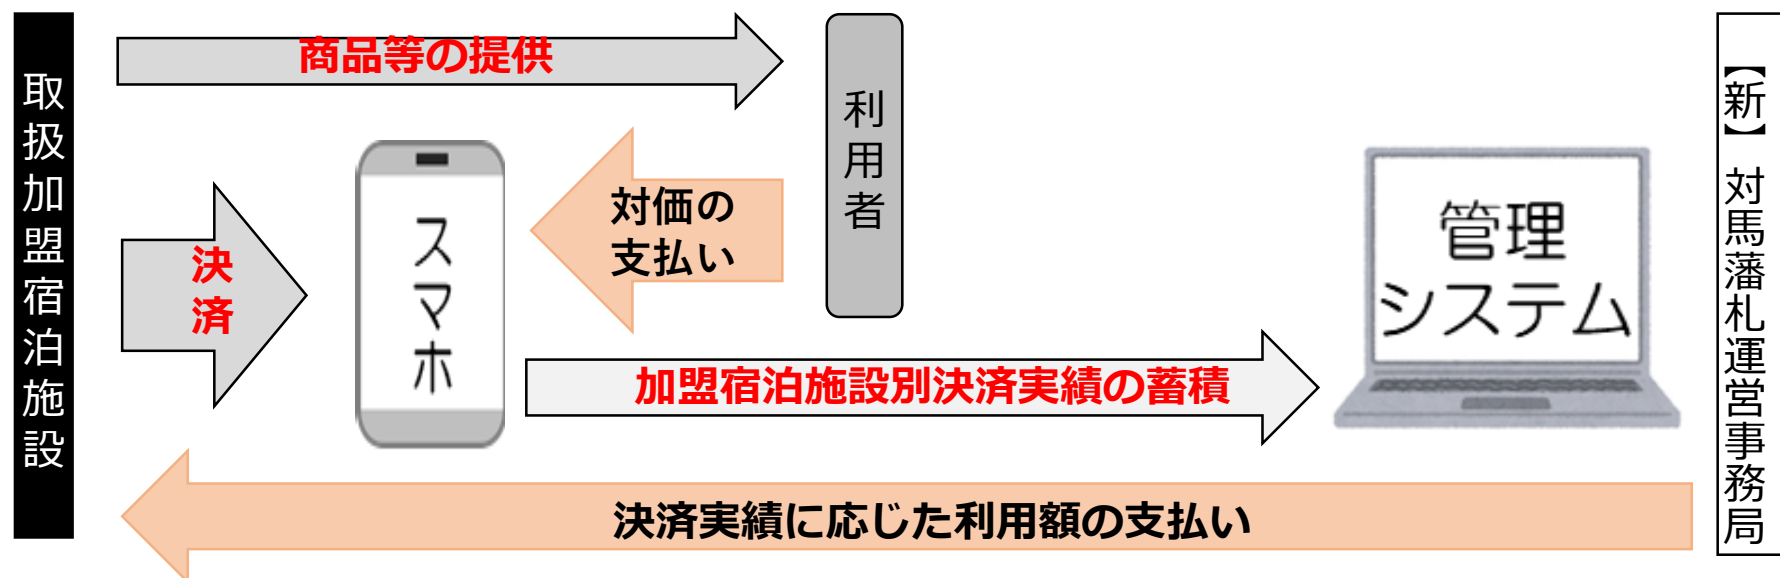 取扱加盟宿泊施設
商品等の提供
利用者
【新】対馬藩札運営事務局
決
済
スマホ
対価の
支払い
管理
システム
加盟宿泊施設別決済実績の蓄積
決済実績に応じた利用額の支払い